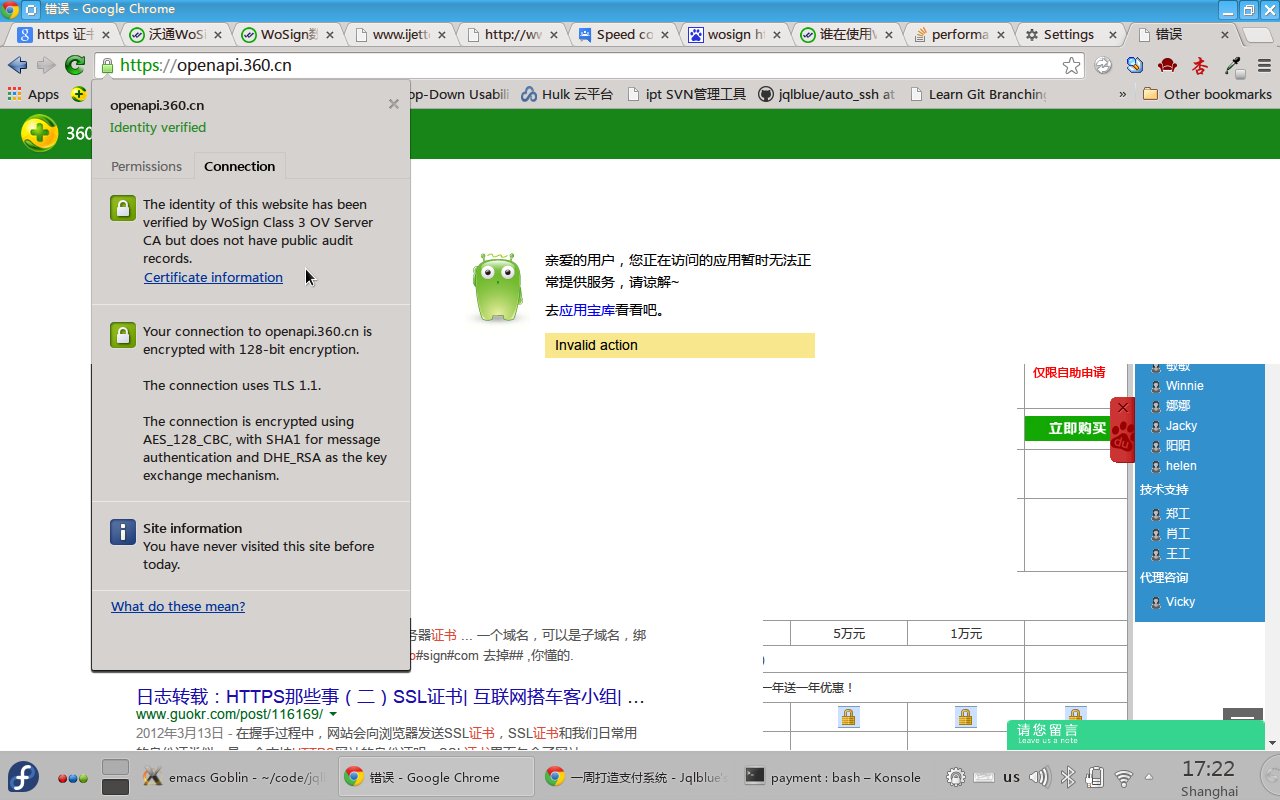 错误 - Google Chrome
https 证书
沃通WoSi
WoSign数
www.ijett
http://ww
Speed co
wosign ht
谁在使用W
performa
Settings
错误
https://openapi.360.cn
Apps
op-Down Usabili
Hulk 云平台
ipt SVN管理工具
jqlblue/auto_ssh at
Learn Git Branching
»
Other bookmarks
360
openapi.360.cn
Identity verified
Permissions
Connection
The identity of this website has been
verified by WoSign Class 3 OV Server
CA but does not have public audit
records.
Certificate information
Your connection to openapi.360.cn is
encrypted with 128-bit encryption.
The connection uses TLS 1.1.
The connection is encrypted using
AES_128_CBC, with SHA1 for message
authentication and DHE_RSA as the key
exchange mechanism.
Site information
You have never visited this site before
today.
What do these mean?
亲爱的用户，您正在访问的应用暂时无法正
常提供服务，请谅解~
去应用宝库看看吧。
Invalid action
仅限自助申请
立即购买
du
敏敏
Winnie
娜娜
Jacky
阳阳
helen
技术支持
郑工
肖工
王工
代理咨询
Vicky
5万元
1万元
一年送一年优惠！
务器证书 ... 一个域名，可以是子域名，绑
o#sign#com 去掉## ,你懂的.
日志转载：HTTPS那些事（二）SSL证书| 互联网搭车客小组| ...
www.guokr.com/post/116169/
2012年3月13日 - 在握手过程中，网站会向浏览器发送SSL证书，SSL证书和我们日常用
请您留言
Leave us a note
emacs Goblin - ~/code/jql
错误 - Google Chrome
一周打造支付系统 - Jqlblue's
payment : bash – Konsole
us
17:22
Shanghai